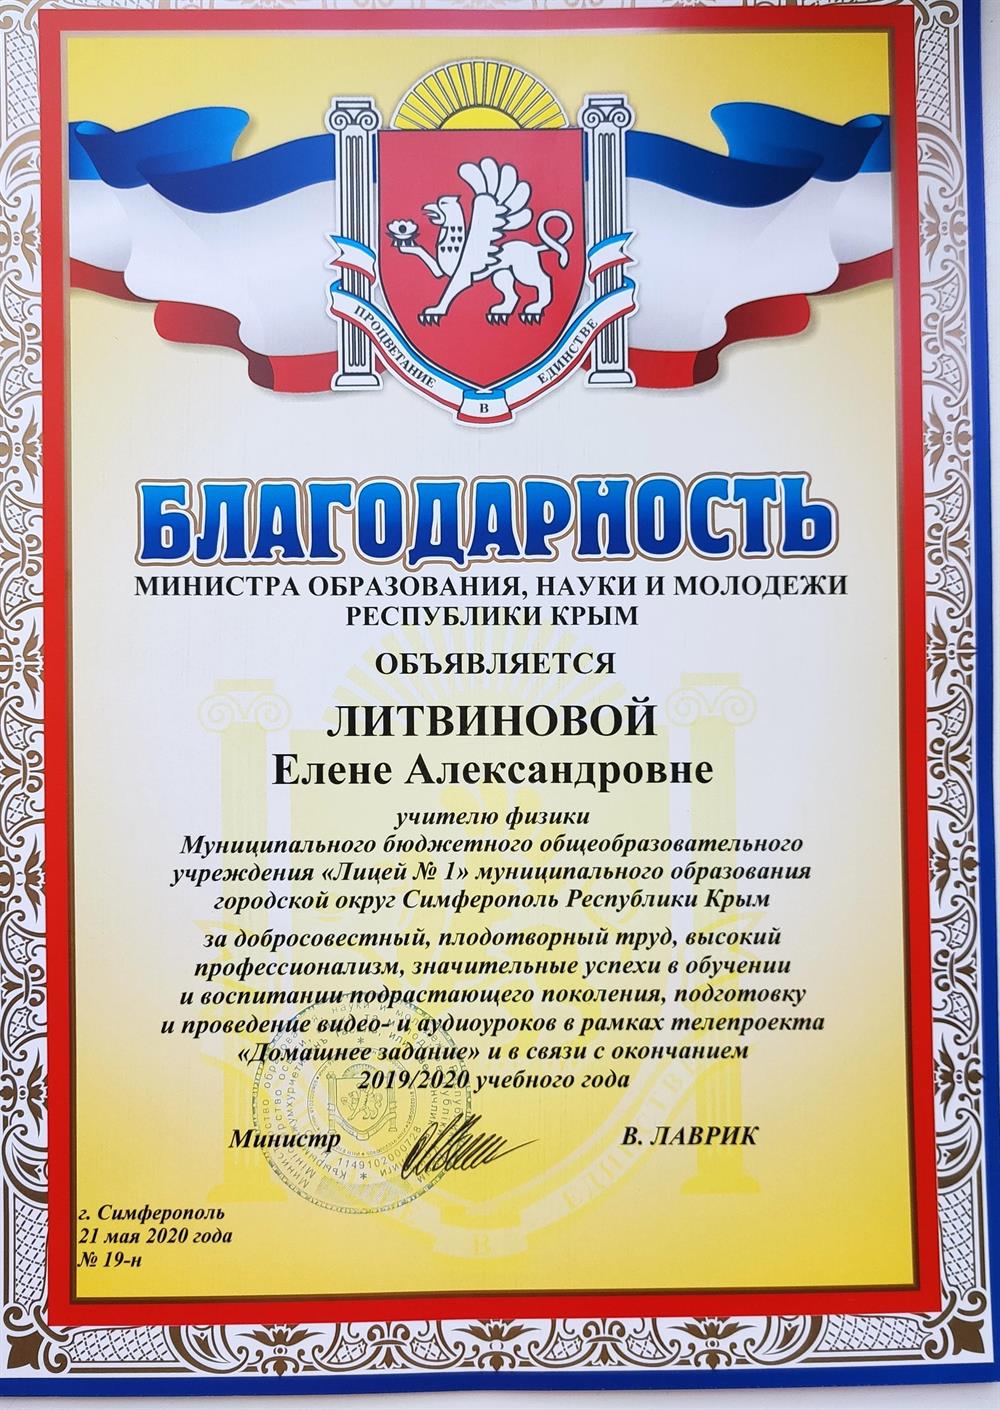 ПРОЦВЕТАНИЕ
В
ЕДИНСТВЕ
БЛАГОДАРНОСТЬ
МИНИСТРА ОБРАЗОВАНИЯ, НАУКИ И МОЛОДЕЖИ
РЕСПУБЛИКИ КРЫМ
ОБЪЯВЛЯЕТСЯ
ЛИТВИНОВОЙ
Елене Александровне
учителю физики
Муниципального бюджетного общеобразовательного
учреждения «Лицей № 1» муниципального образования
городской округ Симферополь Республики Крым
за добросовестный, плодотворный труд, высокий
профессионализм, значительные успехи в обучении
и воспитании подрастающего поколения, подготовку
и проведение видео- и аудиоуроков в рамках телепроекта
«Домашнее задание» и в связи с окончанием
2019/2020 учебного года
Министр
В. ЛАВРИК
1149102000728
г. Симферополь
21 мая 2020 года
№ 19-н